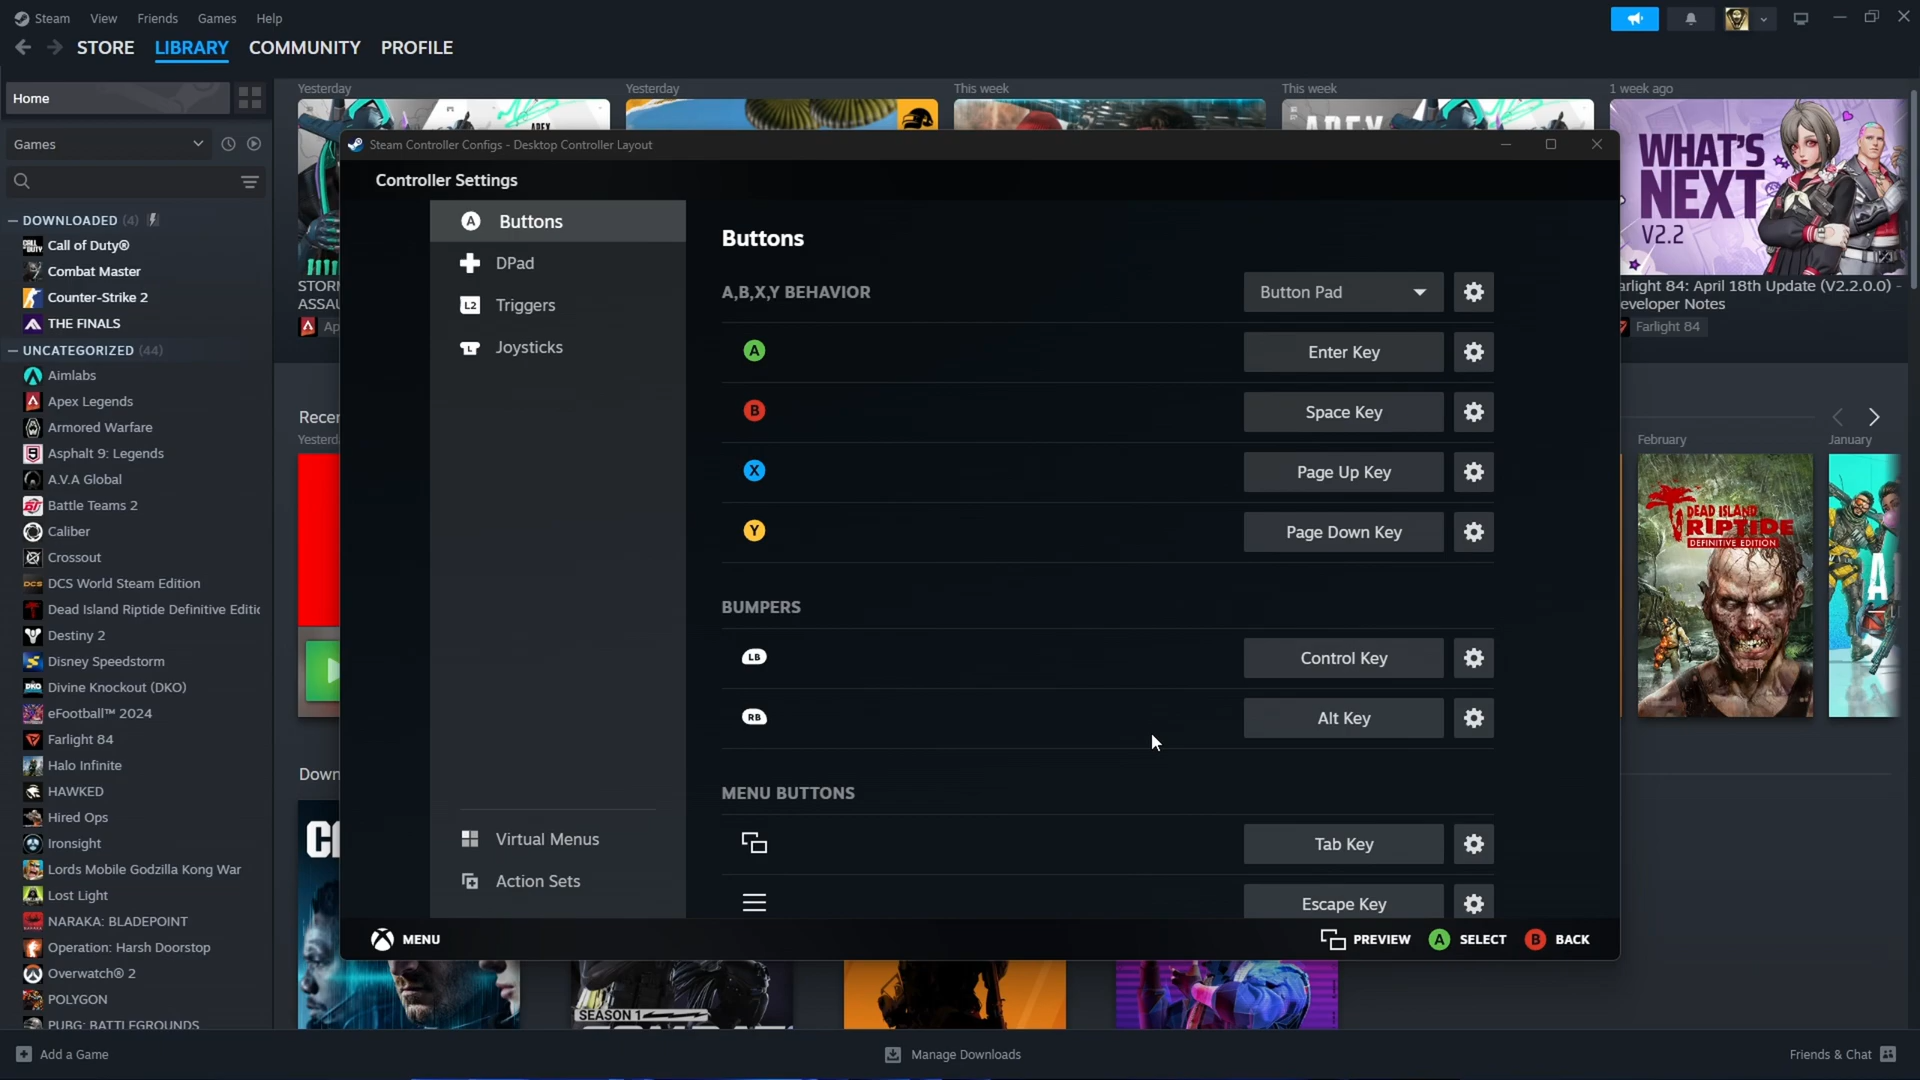 Steam View Friends Games Help
STORE LIBRARY COMMUNITY PROFILE
Home
Games
DOWNLOADED (4)
Call of Duty®
Combat Master
Counter-Strike 2
THE FINALS
UNCATEGORIZED (44)
Aimlabs
Apex Legends
Armored Warfare
Asphalt 9: Legends
A.V.A Global
Battle Teams 2
Caliber
Crossout
DCS World Steam Edition
Dead Island Riptide Definitive Editic
Destiny 2
Disney Speedstorm
Divine Knockout (DKO)
eFootball™ 2024
Farlight 84
Halo Infinite
HAWKED
Hired Ops
Ironsight
Lords Mobile Godzilla Kong War
Lost Light
NARAKA: BLADEPOINT
Operation: Harsh Doorstop
Overwatch® 2
POLYGON
PUBG: BATTLEGROUNDS
Yesterday Yesterday This week This week 1 week ago
WHAT'S
NEXT
V2.2
STORM
ASSAU
Ap
arlight 84: April 18th Update (V2.2.0.0) -
eveloper Notes
Farlight 84
Recen
Yesterd
February January
DEAD ISLAND
RIPTIDE
DEFINITIVE EDITION
Down
SEASON 1
Steam Controller Configs - Desktop Controller Layout
Controller Settings
A Buttons
DPad
L2 Triggers
L Joysticks
Virtual Menus
Action Sets
Buttons
A,B,X,Y BEHAVIOR Button Pad
A Enter Key
B Space Key
X Page Up Key
Y Page Down Key
BUMPERS
LB Control Key
RB Alt Key
MENU BUTTONS
Tab Key
Escape Key
MENU PREVIEW A SELECT B BACK
Add a Game Manage Downloads Friends & Chat